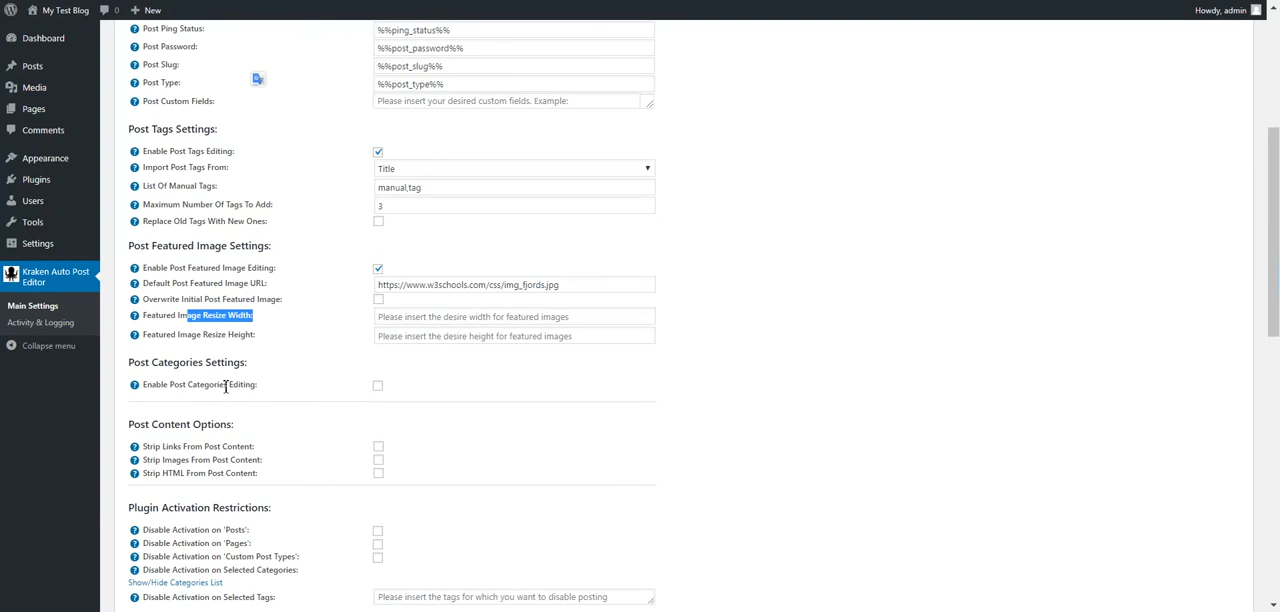 My Test Blog
0
New
Howdy, admin
Dashboard
Posts
Media
Pages
Comments
Appearance
Plugins
Users
Tools
Settings
Kraken Auto Post
Editor
Main Settings
Activity & Logging
Collapse menu
Post Ping Status:
%%ping_status%%
Post Password:
%%post_password%%
Post Slug:
%%post_slug%%
Post Type:
%%post_type%%
Post Custom Fields:
Please insert your desired custom fields. Example:
Post Tags Settings:
Enable Post Tags Editing:
Import Post Tags From:
Title
List Of Manual Tags:
manual,tag
Maximum Number Of Tags To Add:
3
Replace Old Tags With New Ones:
Post Featured Image Settings:
Enable Post Featured Image Editing:
Default Post Featured Image URL:
https://www.w3schools.com/css/img_fjords.jpg
Overwrite Initial Post Featured Image:
Featured Image Resize Width:
Please insert the desire width for featured images
Featured Image Resize Height:
Please insert the desire height for featured images
Post Categories Settings:
Enable Post Categories Editing:
Post Content Options:
Strip Links From Post Content:
Strip Images From Post Content:
Strip HTML From Post Content:
Plugin Activation Restrictions:
Disable Activation on 'Posts':
Disable Activation on 'Pages':
Disable Activation on 'Custom Post Types':
Disable Activation on Selected Categories:
Show/Hide Categories List
Disable Activation on Selected Tags:
Please insert the tags for which you want to disable posting